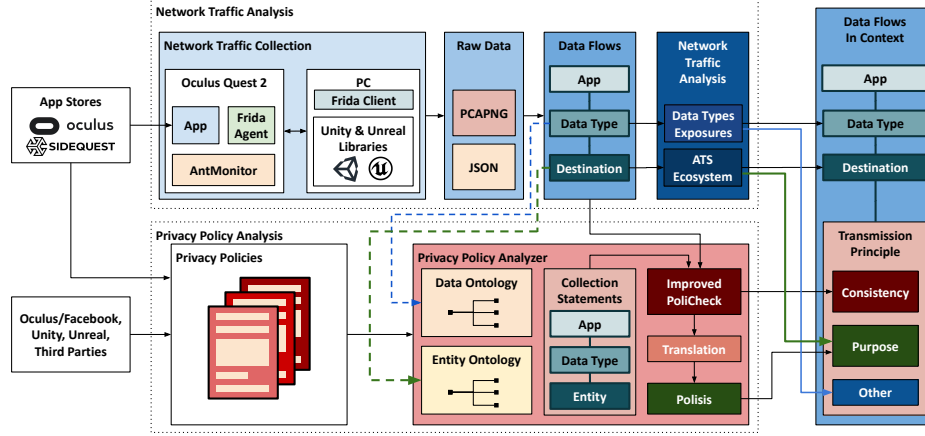 Network Traffic Analysis
Network Traffic Collection
Oculus Quest 2
App
Frida
Agent
AntMonitor
PC
Frida Client
Unity & Unreal
Libraries
Raw Data
PCAPNG
JSON
Data Flows
App
Data Type
Destination
Network
Traffic
Analysis
Data Types
Exposures
ATS
Ecosystem
Data Flows
In Context
App
Data Type
Destination
Transmission
Principle
Consistency
Purpose
Other
App Stores
oculus
SIDEQUEST
Oculus/Facebook,
Unity, Unreal,
Third Parties
Privacy Policy Analysis
Privacy Policies
Privacy Policy Analyzer
Data Ontology
Entity Ontology
Collection
Statements
App
Data Type
Entity
Improved
PoliCheck
Translation
Polisis